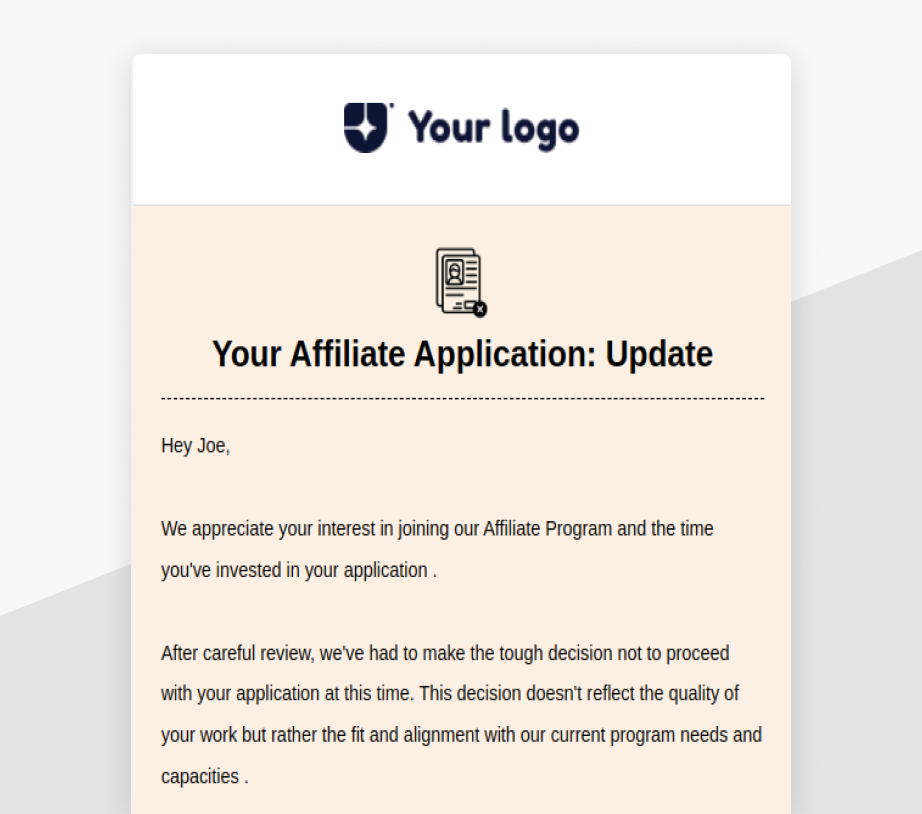 Your logo
Your Affiliate Application: Update
Hey Joe,
We appreciate your interest in joining our Affiliate Program and the time
you've invested in your application .
After careful review, we've had to make the tough decision not to proceed
with your application at this time. This decision doesn't reflect the quality of
your work but rather the fit and alignment with our current program needs and
capacities .